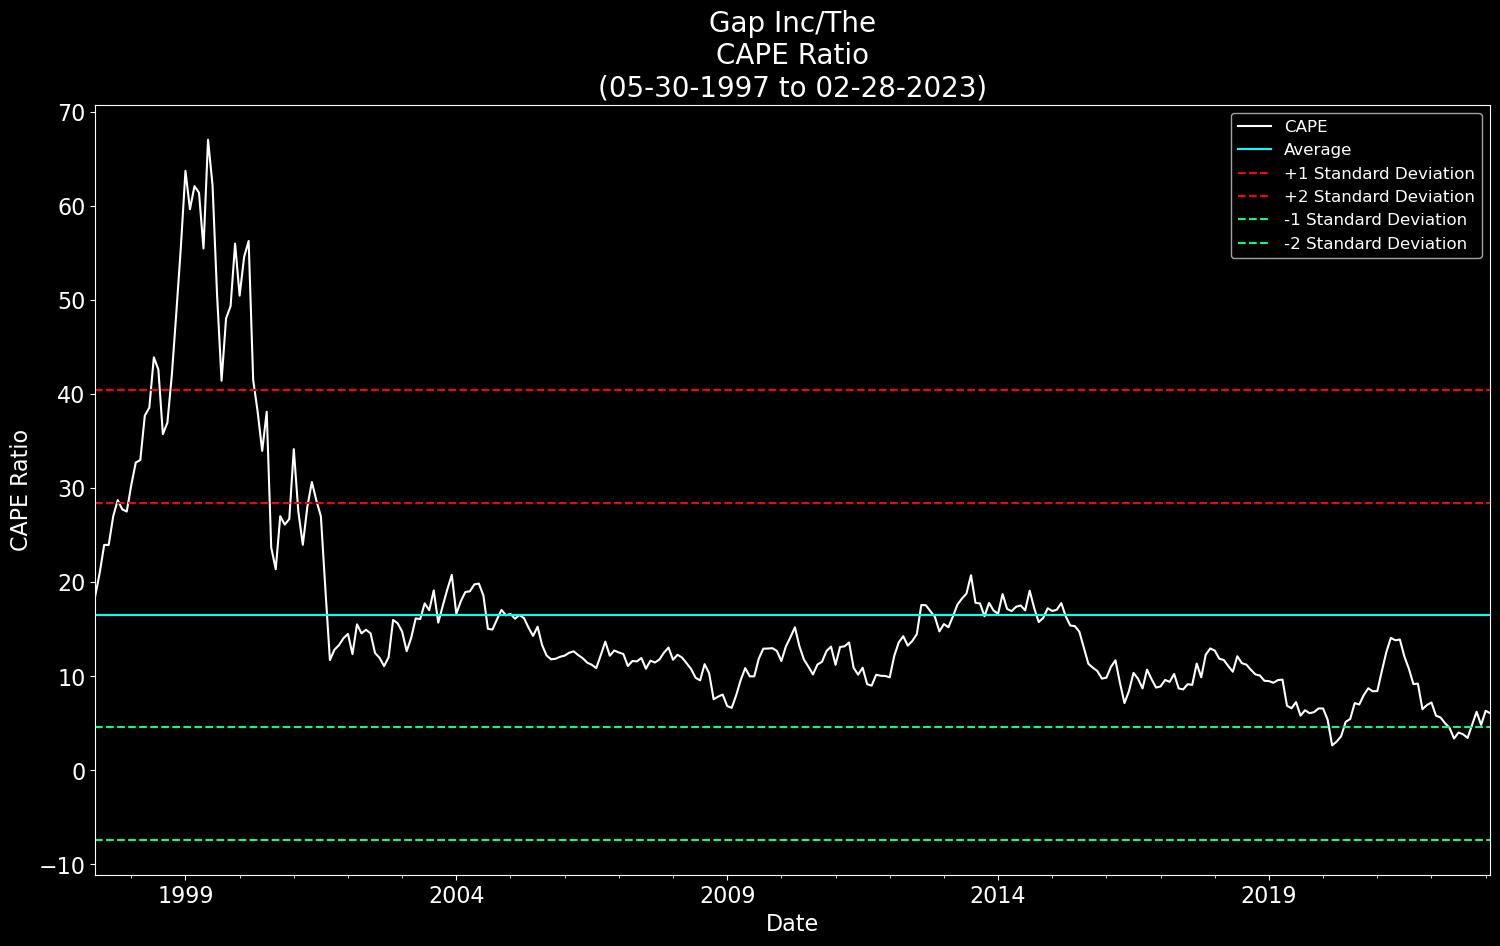 Gap Inc/The
CAPE Ratio
(05-30-1997 to 02-28-2023)
CAPE
Average
+1 Standard Deviation
+2 Standard Deviation
-1 Standard Deviation
-2 Standard Deviation
70
60
50
40
30
20
10
0
−10
CAPE Ratio
1999
2004
2009
2014
2019
Date